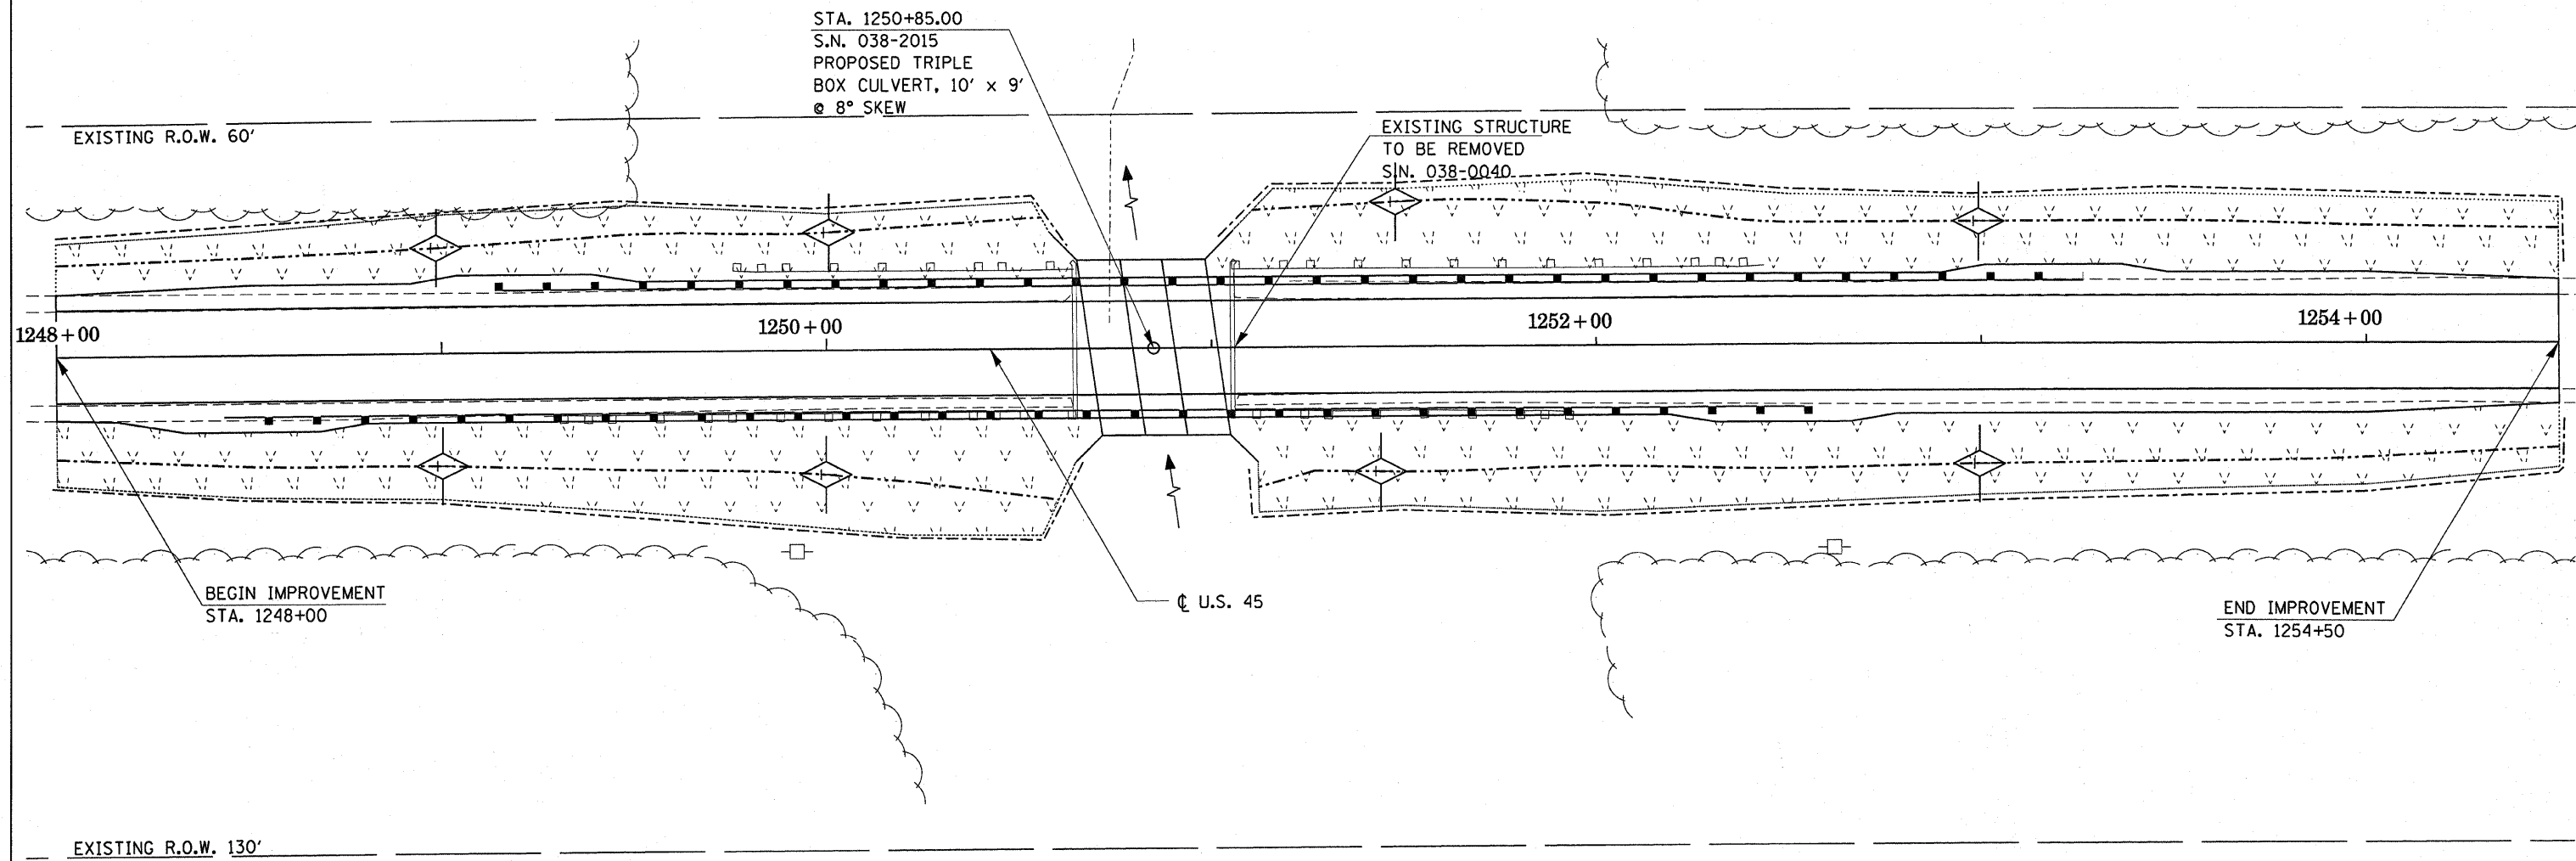 STA. 1250+85.00
S.N. 038-2015
PROPOSED TRIPLE
BOX CULVERT, 10' x 9'
@ 8° SKEW
EXISTING R.O.W. 60'
EXISTING STRUCTURE
TO BE REMOVED
S.N. 038-0040
1248+00
1250+00
1252+00
1254+00
BEGIN IMPROVEMENT
STA. 1248+00
℄ U.S. 45
END IMPROVEMENT
STA. 1254+50
EXISTING R.O.W. 130'